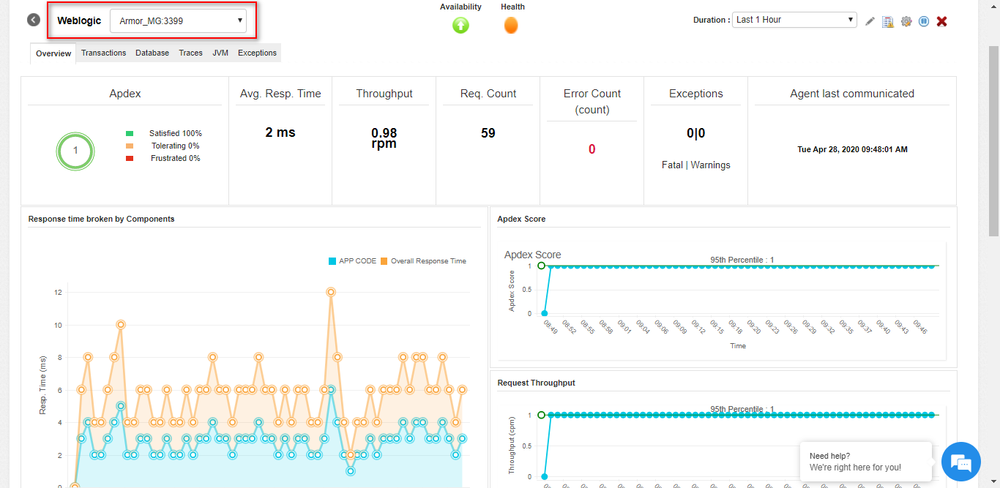 Weblogic
Armor_MG:3399
Availability
Health
Duration :
Last 1 Hour
Overview
Transactions
Database
Traces
JVM
Exceptions
Apdex
1
Satisfied 100%
Tolerating 0%
Frustrated 0%
Avg. Resp. Time
2 ms
Throughput
0.98
rpm
Req. Count
59
Error Count
(count)
0
Exceptions
0|0
Fatal | Warnings
Agent last communicated
Tue Apr 28, 2020 09:48:01 AM
Response time broken by Components
APP CODE
Overall Response Time
Resp. Time (ms)
12
10
8
6
4
2
0
Apdex Score
Apdex Score
95th Percentile : 1
Apdex Score
1
0.5
0
08:49
08:52
08:55
08:58
09:01
09:04
09:06
09:09
09:12
09:15
09:18
09:20
09:23
09:26
09:29
09:32
09:35
09:37
09:40
09:43
09:46
Time
Request Throughput
95th Percentile : 1
Throughput (cpm)
1
0.5
0
Need help?
We're right here for you!